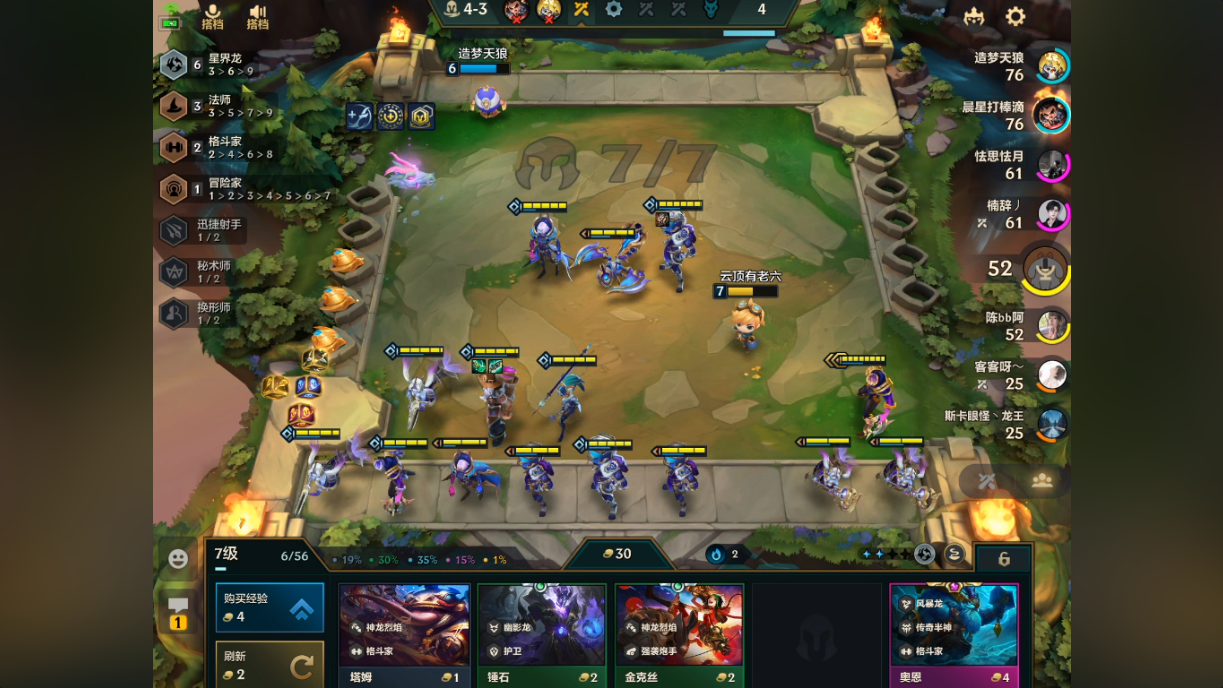 搭档
搭档
4-3
4
6
星界龙
3 > 6 > 9
3
法师
3 > 5 > 7 > 9
2
格斗家
2 > 4 > 6 > 8
1
冒险家
1 > 2 > 3 > 4 > 5 > 6 > 7
迅捷射手
1 / 2
秘术师
1 / 2
换形师
1 / 2
造梦天狼
6
7/7
云顶有老六
7
造梦天狼
76
晨星打棒滴
76
怯思怯月
61
楠辞丿
61
52
陈bb阿
52
客客呀～
25
斯卡眼怪丶龙王
25
7级
6/56
19%
30%
35%
15%
1%
30
2
6
1
购买经验
4
刷新
2
神龙烈焰
格斗家
塔姆
1
幽影龙
护卫
锤石
2
神龙烈焰
强袭炮手
金克丝
2
风暴龙
传奇半神
格斗家
奥恩
4